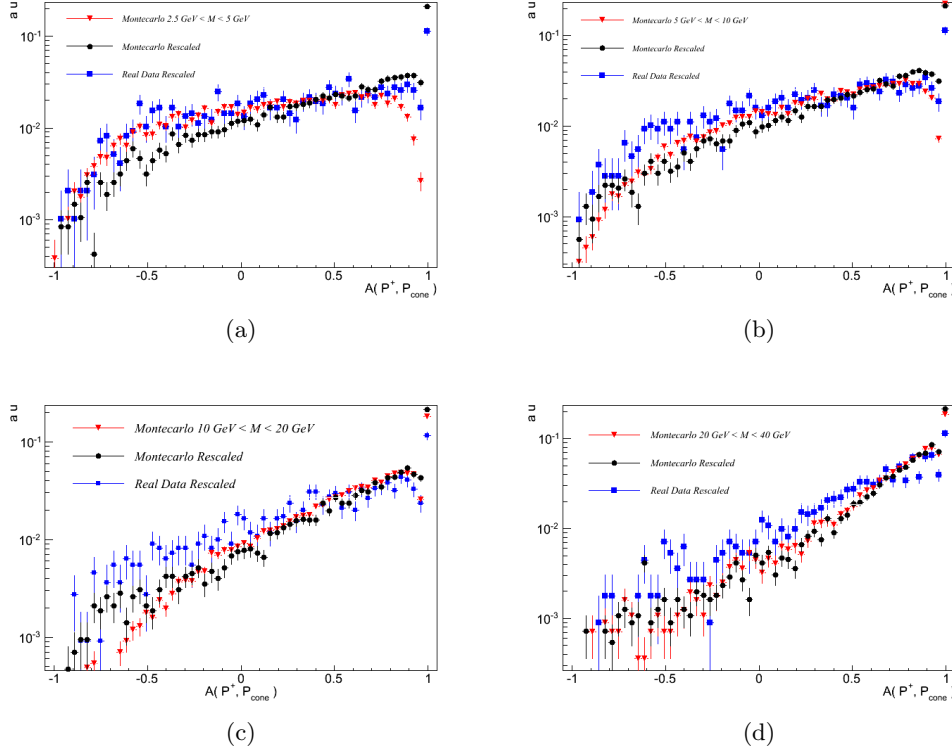 a u
Montecarlo 2.5 GeV < M < 5 GeV
Montecarlo Rescaled
Real Data Rescaled
10⁻¹
10⁻²
10⁻³
-1 -0.5 0 0.5 1
A( P⁺, P_cone )
(a)
a u
Montecarlo 5 GeV < M < 10 GeV
Montecarlo Rescaled
Real Data Rescaled
10⁻¹
10⁻²
10⁻³
-1 -0.5 0 0.5 1
A( P⁺, P_cone )
(b)
a u
Montecarlo 10 GeV < M < 20 GeV
Montecarlo Rescaled
Real Data Rescaled
10⁻¹
10⁻²
10⁻³
-1 -0.5 0 0.5 1
A( P⁺, P_cone )
(c)
a u
Montecarlo 20 GeV < M < 40 GeV
Montecarlo Rescaled
Real Data Rescaled
10⁻¹
10⁻²
10⁻³
-1 -0.5 0 0.5 1
A( P⁺, P_cone )
(d)